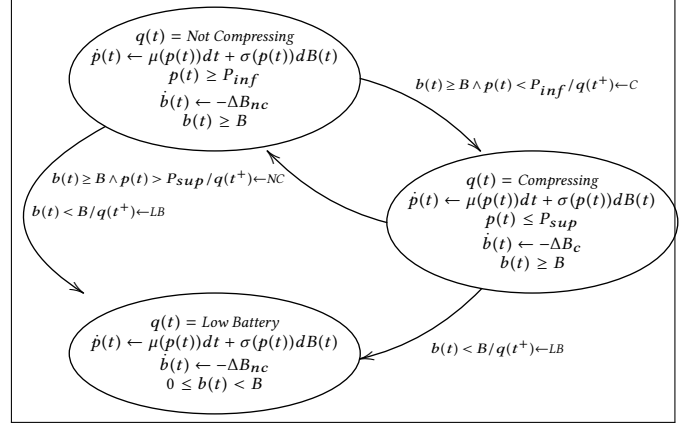 q(t) = Not Compressing
ṗ(t) ← μ(p(t))dt + σ(p(t))dB(t)
p(t) ≥ P_inf
ḃ(t) ← −ΔB_nc
b(t) ≥ B
b(t) ≥ B ∧ p(t) < P_inf / q(t⁺)←C
b(t) ≥ B ∧ p(t) > P_sup / q(t⁺)←NC
b(t) < B / q(t⁺)←LB
q(t) = Compressing
ṗ(t) ← μ(p(t))dt + σ(p(t))dB(t)
p(t) ≤ P_sup
ḃ(t) ← −ΔB_c
b(t) ≥ B
q(t) = Low Battery
ṗ(t) ← μ(p(t))dt + σ(p(t))dB(t)
ḃ(t) ← −ΔB_nc
0 ≤ b(t) < B
b(t) < B / q(t⁺)←LB